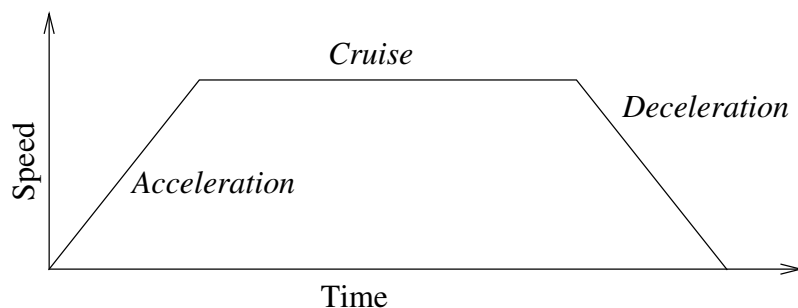 Cruise
Deceleration
Speed
Acceleration
Time